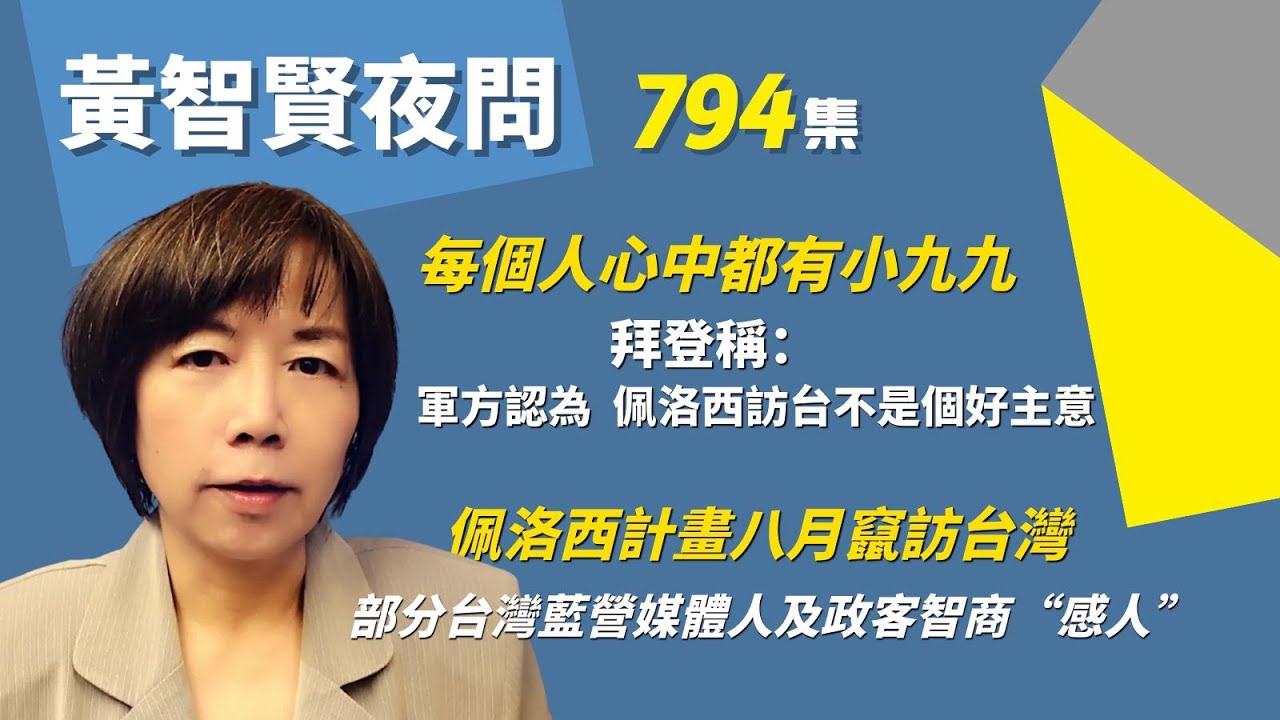 黃智賢夜問 794集
每個人心中都有小九九
拜登稱：
軍方認為 佩洛西訪台不是個好主意
佩洛西計畫八月竄訪台灣
部分台灣藍營媒體人及政客智商“感人”